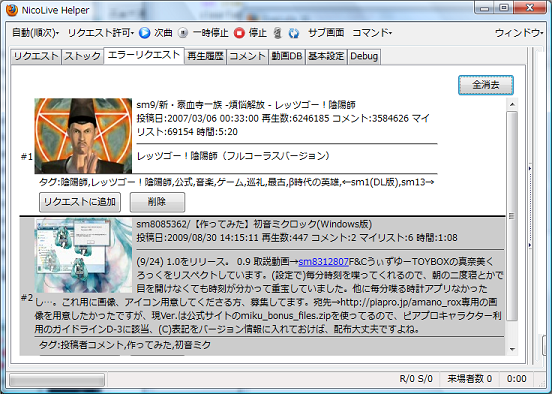 NicoLive Helper
自動(順次)・ リクエスト許可・ 次曲 一時停止 停止 サブ画面 コマンド・ ウィンドウ・
リクエスト ストック エラーリクエスト 再生履歴 コメント 動画DB 基本設定 Debug
全消去
sm9/新・豪血寺一族 -煩悩解放 - レッツゴー！陰陽師
投稿日:2007/03/06 00:33:00 再生数:6246185 コメント:3584626 マイ
リスト:69154 時間:5:20
#1
レッツゴー！陰陽師（フルコーラスバージョン）
タグ:陰陽師,レッツゴー！陰陽師,公式,音楽,ゲーム,巡礼,最古,β時代の英雄,←sm1(DL版),sm13→
リクエストに追加 削除
sm8085362/【作ってみた】初音ミクロック(Windows版)
投稿日:2009/08/30 14:15:11 再生数:447 コメント:2 マイリスト:6 時間:1:08
#2
(9/24) 1.0をリリース。 0.9 取説動画→sm8312807F&Cうぃずゆ～TOYBOXの真奈美く
ろっくをリスペクトしています。(設定で)毎分時刻を喋ってくれるので、朝の二度寝とかで
目を開けなくても時刻が分かって重宝していました。他に毎分喋る時計アプリなかった
し…。これ用に画像、アイコン用意してくださる方、募集してます。宛先→http://piapro.jp/amano_rox専用の画
像を用意したかったですが、現Ver.は公式サイトのmiku_bonus_files.zipを使ってるので、ピアプロキャラクター利
用のガイドラインD-3に該当、(C)表記をバージョン情報に入れておけば、配布大丈夫ですよね。
タグ:投稿者コメント,作ってみた,初音ミク
R/0 S/0 来場者数 0 0:00